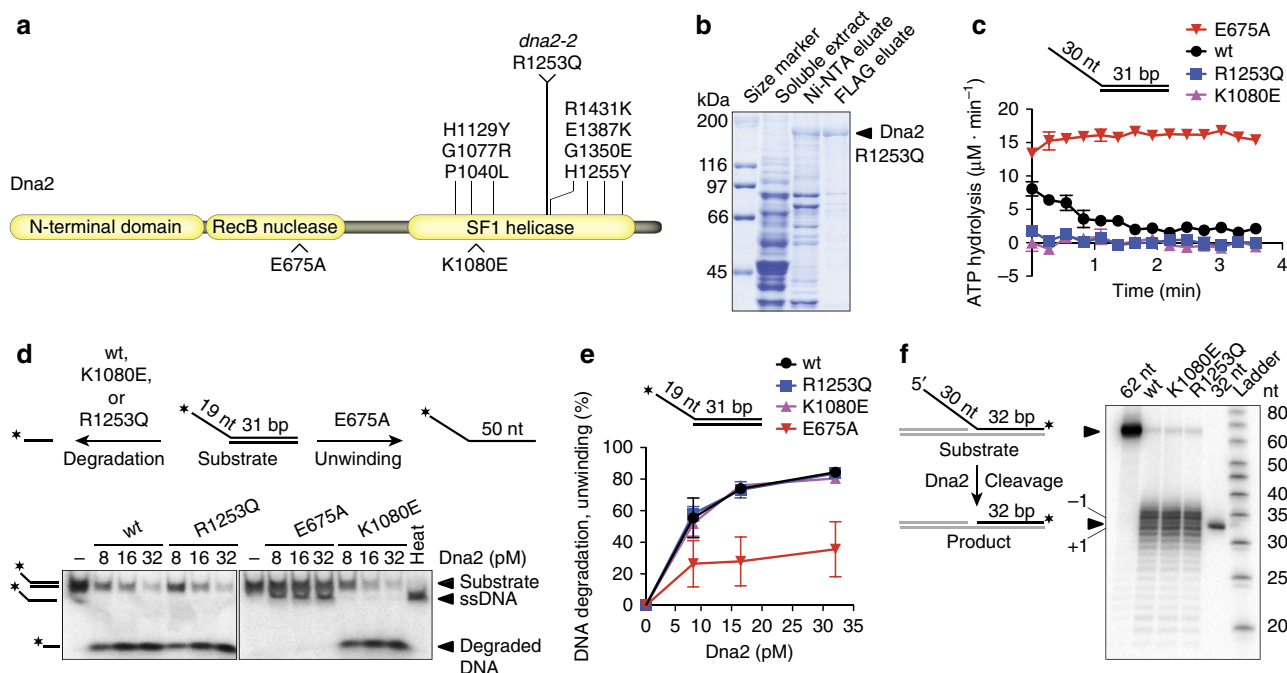 a
dna2-2
R1253Q
H1129Y
G1077R
P1040L
R1431K
E1387K
G1350E
H1255Y
Dna2
N-terminal domain
RecB nuclease
SF1 helicase
E675A
K1080E
b
Size marker
Soluble extract
Ni-NTA eluate
FLAG eluate
kDa
200
116
97
66
45
Dna2
R1253Q
c
E675A
wt
R1253Q
K1080E
30 nt
31 bp
ATP hydrolysis (μM · min⁻¹)
20
15
10
5
0
−5
1
2
3
4
Time (min)
d
wt,
K1080E,
or
R1253Q
Degradation
19 nt
31 bp
Substrate
E675A
Unwinding
50 nt
wt
R1253Q
E675A
K1080E
Heat
– 8 16 32 8 16 32 – 8 16 32 8 16 32
Dna2 (pM)
Substrate
ssDNA
Degraded
DNA
e
wt
R1253Q
K1080E
E675A
19 nt
31 bp
DNA degradation, unwinding (%)
100
80
60
40
20
0
0 5 10 15 20 25 30 35
Dna2 (pM)
f
5′
30 nt
32 bp
Substrate
Dna2
Cleavage
32 bp
Product
62 nt
wt
K1080E
R1253Q
32 nt
Ladder
nt
−1
+1
80
70
60
50
40
35
30
25
20